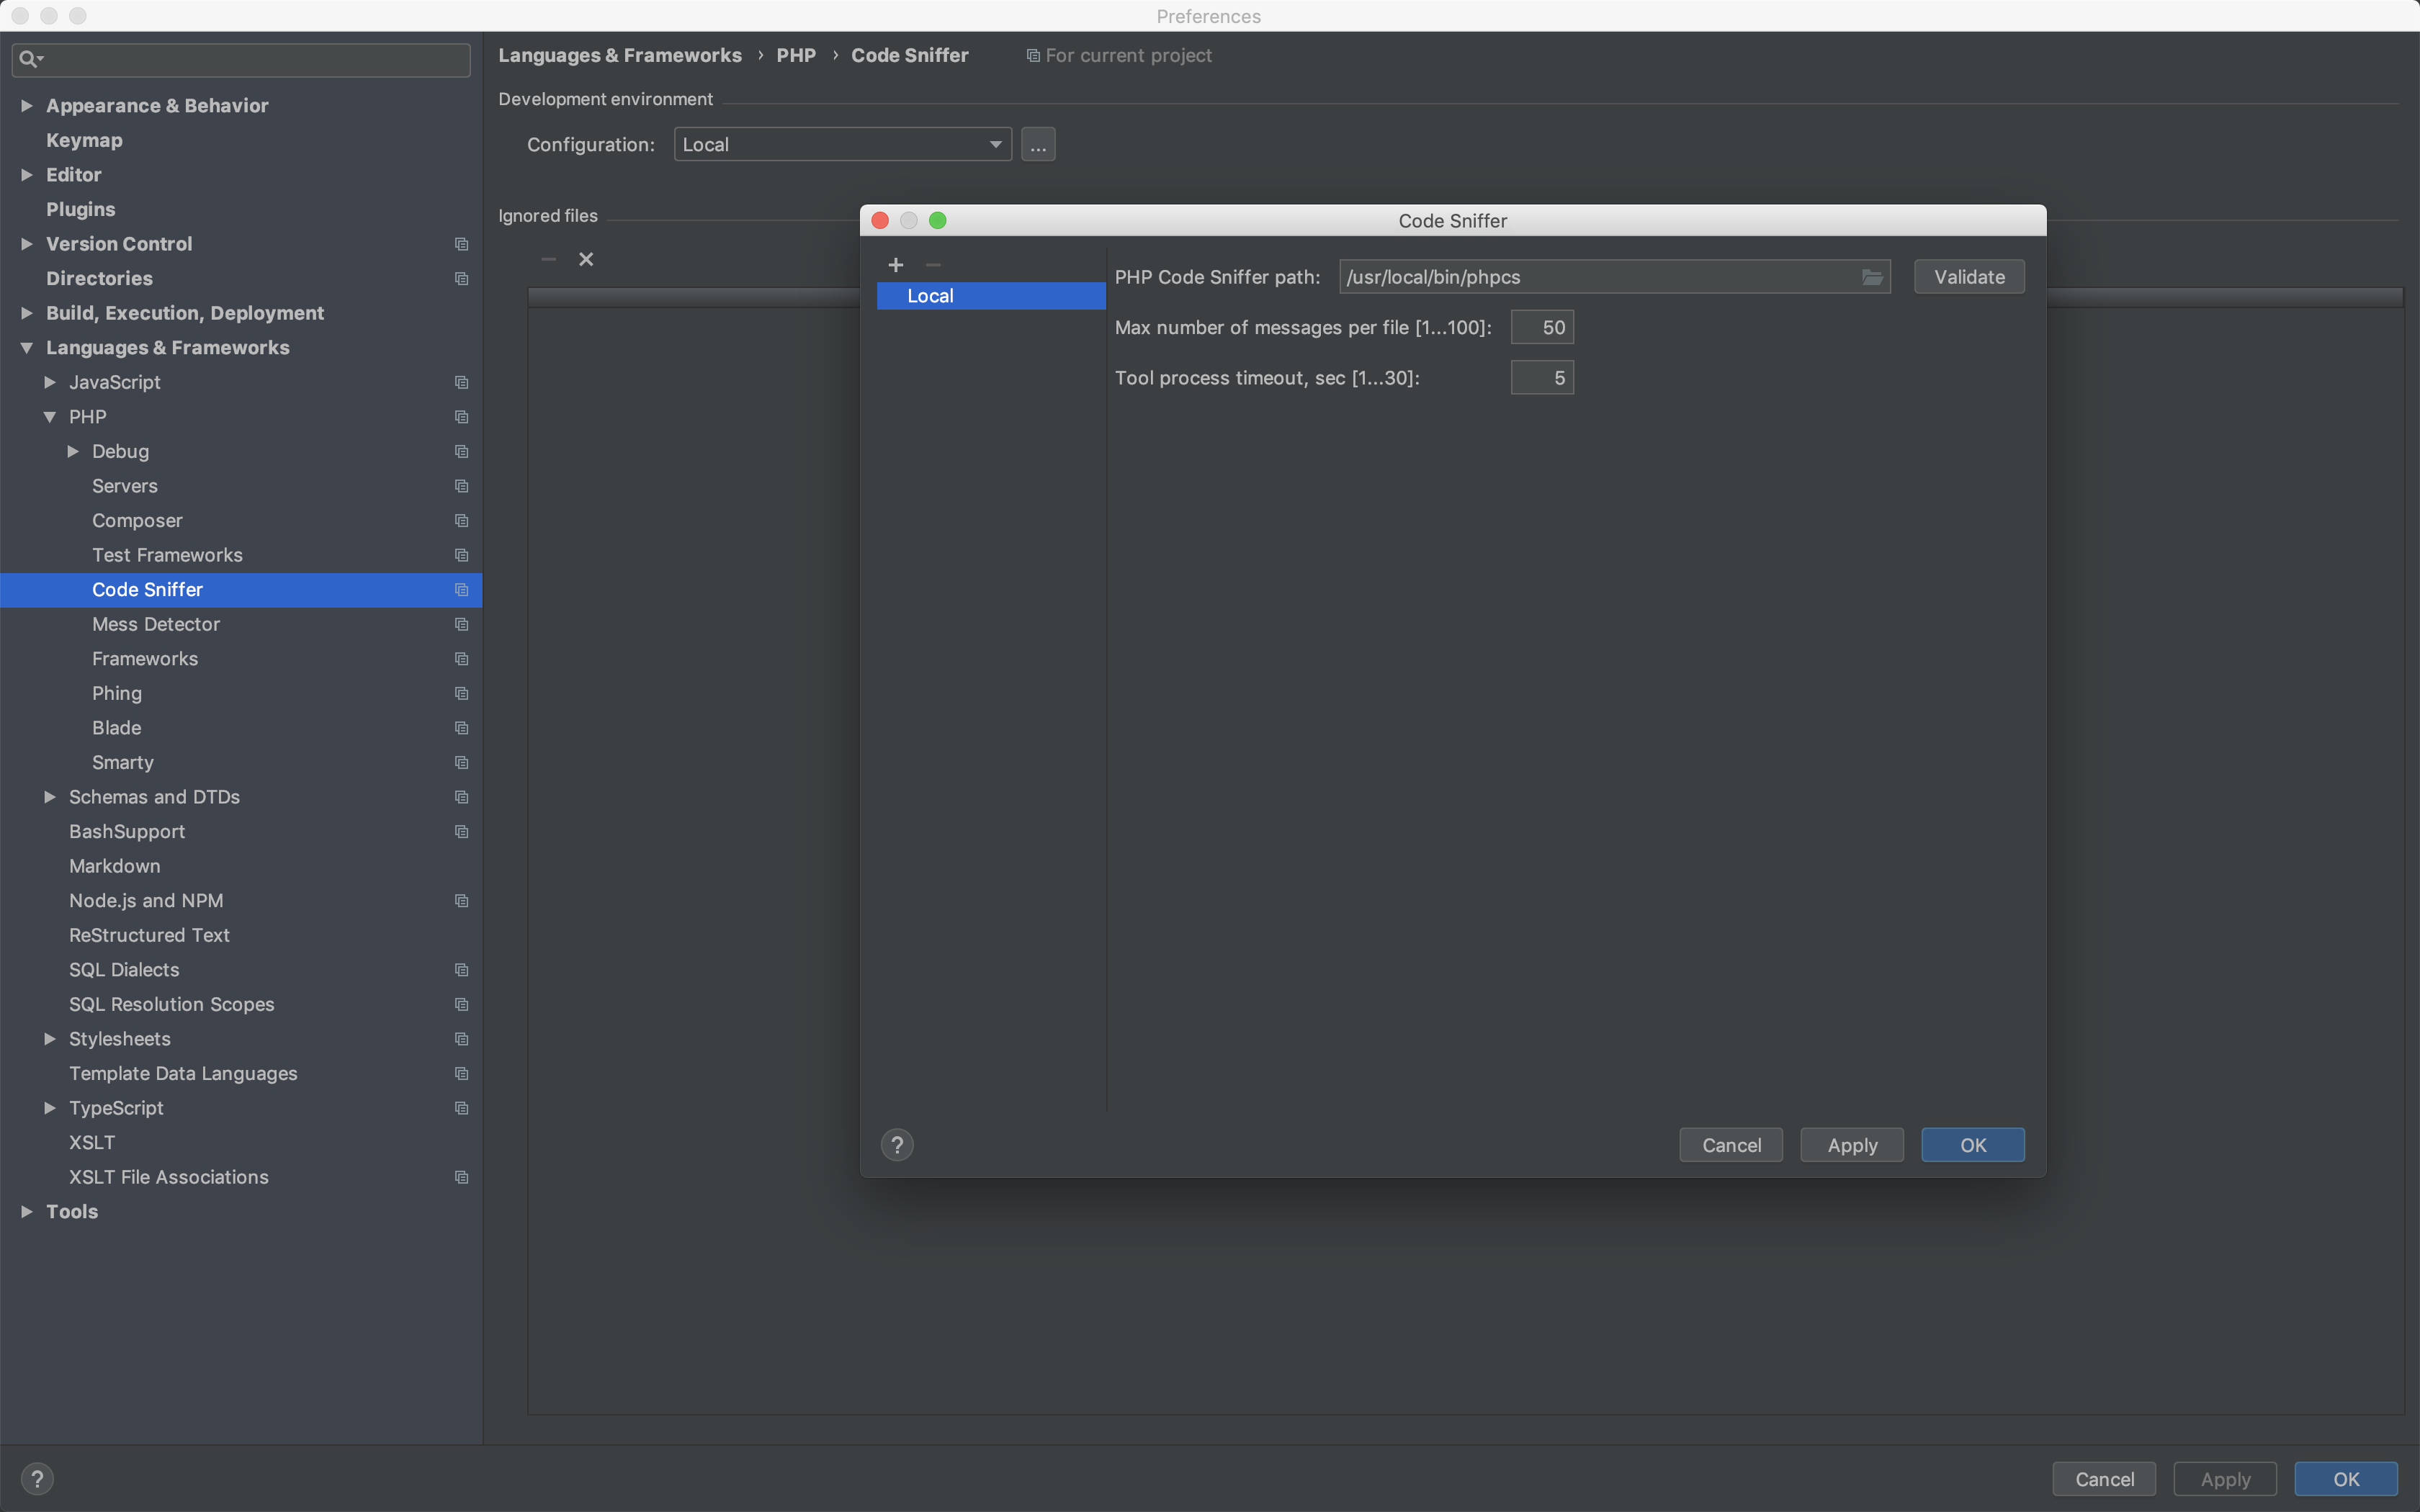 Preferences
Languages & Frameworks › PHP › Code Sniffer For current project
Appearance & Behavior
Keymap
Editor
Plugins
Version Control
Directories
Build, Execution, Deployment
Languages & Frameworks
JavaScript
PHP
Debug
Servers
Composer
Test Frameworks
Code Sniffer
Mess Detector
Frameworks
Phing
Blade
Smarty
Schemas and DTDs
BashSupport
Markdown
Node.js and NPM
ReStructured Text
SQL Dialects
SQL Resolution Scopes
Stylesheets
Template Data Languages
TypeScript
XSLT
XSLT File Associations
Tools
Development environment
Configuration: Local ...
Ignored files
Code Sniffer
Local
PHP Code Sniffer path: /usr/local/bin/phpcs Validate
Max number of messages per file [1...100]: 50
Tool process timeout, sec [1...30]: 5
? Cancel Apply OK
? Cancel Apply OK